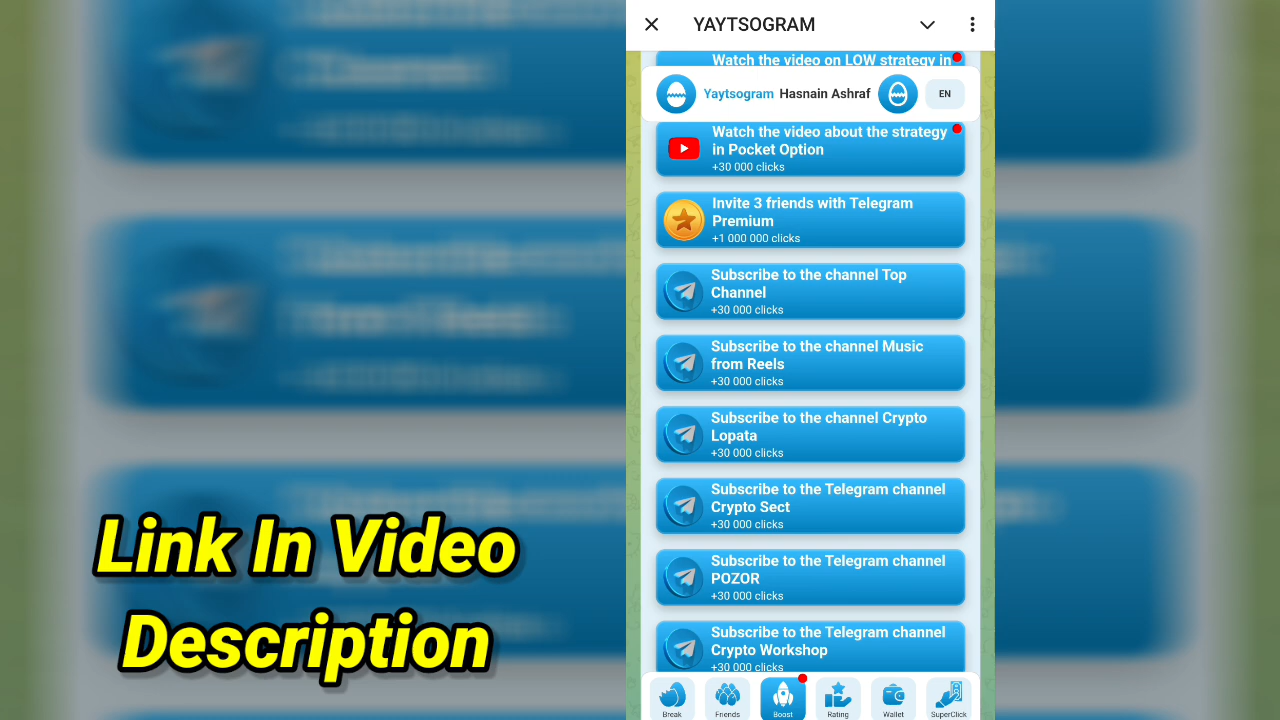 YAYTSOGRAM
Watch the video on LOW strategy in
Yaytsogram Hasnain Ashraf
EN
Watch the video about the strategy
in Pocket Option
+30 000 clicks
Invite 3 friends with Telegram
Premium
+1 000 000 clicks
Subscribe to the channel Top
Channel
+30 000 clicks
Subscribe to the channel Music
from Reels
+30 000 clicks
Subscribe to the channel Crypto
Lopata
+30 000 clicks
Subscribe to the Telegram channel
Crypto Sect
+30 000 clicks
Subscribe to the Telegram channel
POZOR
+30 000 clicks
Subscribe to the Telegram channel
Crypto Workshop
+30 000 clicks
Break Friends Boost Rating Wallet SuperClick
Link In Video
Description